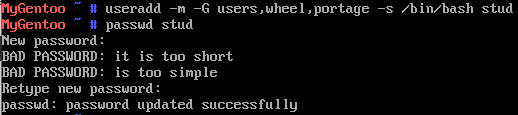 MyGentoo ~ # useradd -m -G users,wheel,portage -s /bin/bash stud
MyGentoo ~ # passwd stud
New password:
BAD PASSWORD: it is too short
BAD PASSWORD: is too simple
Retype new password:
passwd: password updated successfully
MyGentoo ~ #